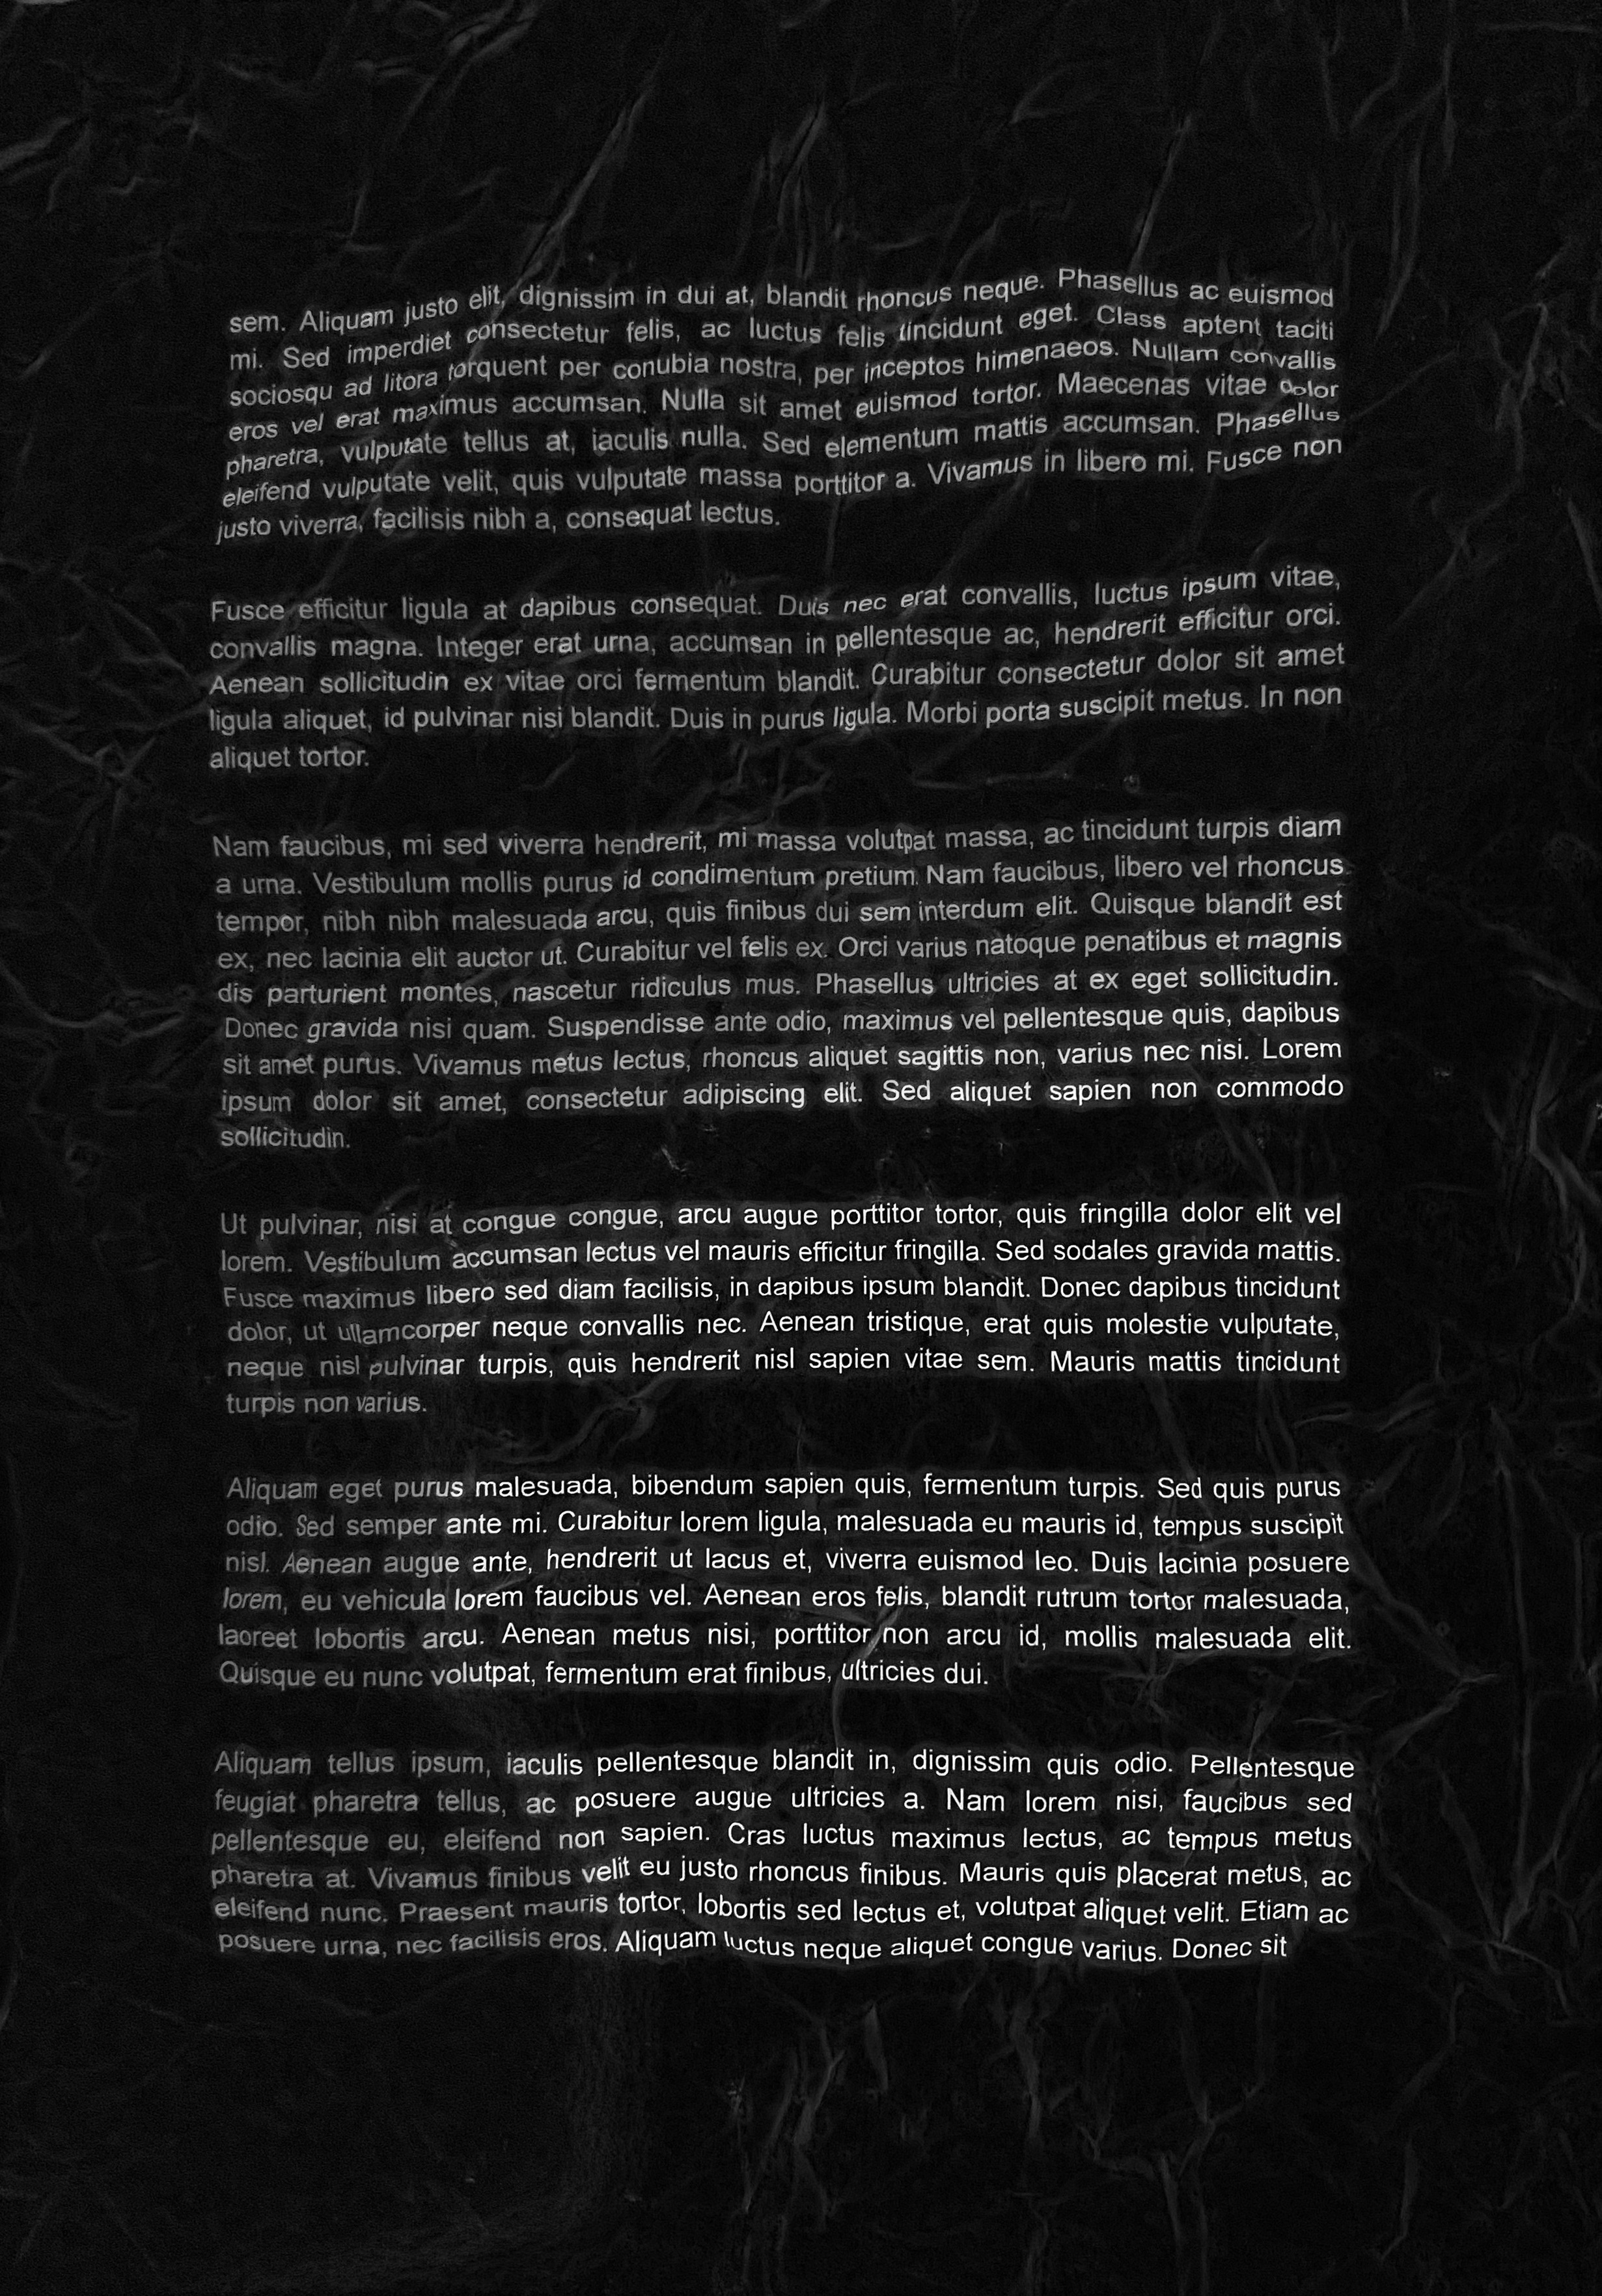 sem. Aliquam justo elit, dignissim in dui at, blandit rhoncus neque. Phasellus ac euismod
mi. Sed imperdiet consectetur felis, ac luctus felis tincidunt eget. Class aptent taciti
sociosqu ad litora torquent per conubia nostra, per inceptos himenaeos. Nullam convallis
eros vel erat maximus accumsan. Nulla sit amet euismod tortor. Maecenas vitae dolor
pharetra, vulputate tellus at, iaculis nulla. Sed elementum mattis accumsan. Phasellus
eleifend vulputate velit, quis vulputate massa porttitor a. Vivamus in libero mi. Fusce non
justo viverra, facilisis nibh a, consequat lectus.
Fusce efficitur ligula at dapibus consequat. Duis nec erat convallis, luctus ipsum vitae,
convallis magna. Integer erat urna, accumsan in pellentesque ac, hendrerit efficitur orci.
Aenean sollicitudin ex vitae orci fermentum blandit. Curabitur consectetur dolor sit amet
ligula aliquet, id pulvinar nisi blandit. Duis in purus ligula. Morbi porta suscipit metus. In non
aliquet tortor.
Nam faucibus, mi sed viverra hendrerit, mi massa volutpat massa, ac tincidunt turpis diam
a urna. Vestibulum mollis purus id condimentum pretium. Nam faucibus, libero vel rhoncus
tempor, nibh nibh malesuada arcu, quis finibus dui sem interdum elit. Quisque blandit est
ex, nec lacinia elit auctor ut. Curabitur vel felis ex. Orci varius natoque penatibus et magnis
dis parturient montes, nascetur ridiculus mus. Phasellus ultricies at ex eget sollicitudin.
Donec gravida nisi quam. Suspendisse ante odio, maximus vel pellentesque quis, dapibus
sit amet purus. Vivamus metus lectus, rhoncus aliquet sagittis non, varius nec nisi. Lorem
ipsum dolor sit amet, consectetur adipiscing elit. Sed aliquet sapien non commodo
sollicitudin.
Ut pulvinar, nisi at congue congue, arcu augue porttitor tortor, quis fringilla dolor elit vel
lorem. Vestibulum accumsan lectus vel mauris efficitur fringilla. Sed sodales gravida mattis.
Fusce maximus libero sed diam facilisis, in dapibus ipsum blandit. Donec dapibus tincidunt
dolor, ut ullamcorper neque convallis nec. Aenean tristique, erat quis molestie vulputate,
neque nisl pulvinar turpis, quis hendrerit nisl sapien vitae sem. Mauris mattis tincidunt
turpis non varius.
Aliquam eget purus malesuada, bibendum sapien quis, fermentum turpis. Sed quis purus
odio. Sed semper ante mi. Curabitur lorem ligula, malesuada eu mauris id, tempus suscipit
nisl. Aenean augue ante, hendrerit ut lacus et, viverra euismod leo. Duis lacinia posuere
lorem, eu vehicula lorem faucibus vel. Aenean eros felis, blandit rutrum tortor malesuada,
laoreet lobortis arcu. Aenean metus nisi, porttitor non arcu id, mollis malesuada elit.
Quisque eu nunc volutpat, fermentum erat finibus, ultricies dui.
Aliquam tellus ipsum, iaculis pellentesque blandit in, dignissim quis odio. Pellentesque
feugiat pharetra tellus, ac posuere augue ultricies a. Nam lorem nisi, faucibus sed
pellentesque eu, eleifend non sapien. Cras luctus maximus lectus, ac tempus metus
pharetra at. Vivamus finibus velit eu justo rhoncus finibus. Mauris quis placerat metus, ac
eleifend nunc. Praesent mauris tortor, lobortis sed lectus et, volutpat aliquet velit. Etiam ac
posuere urna, nec facilisis eros. Aliquam luctus neque aliquet congue varius. Donec sit